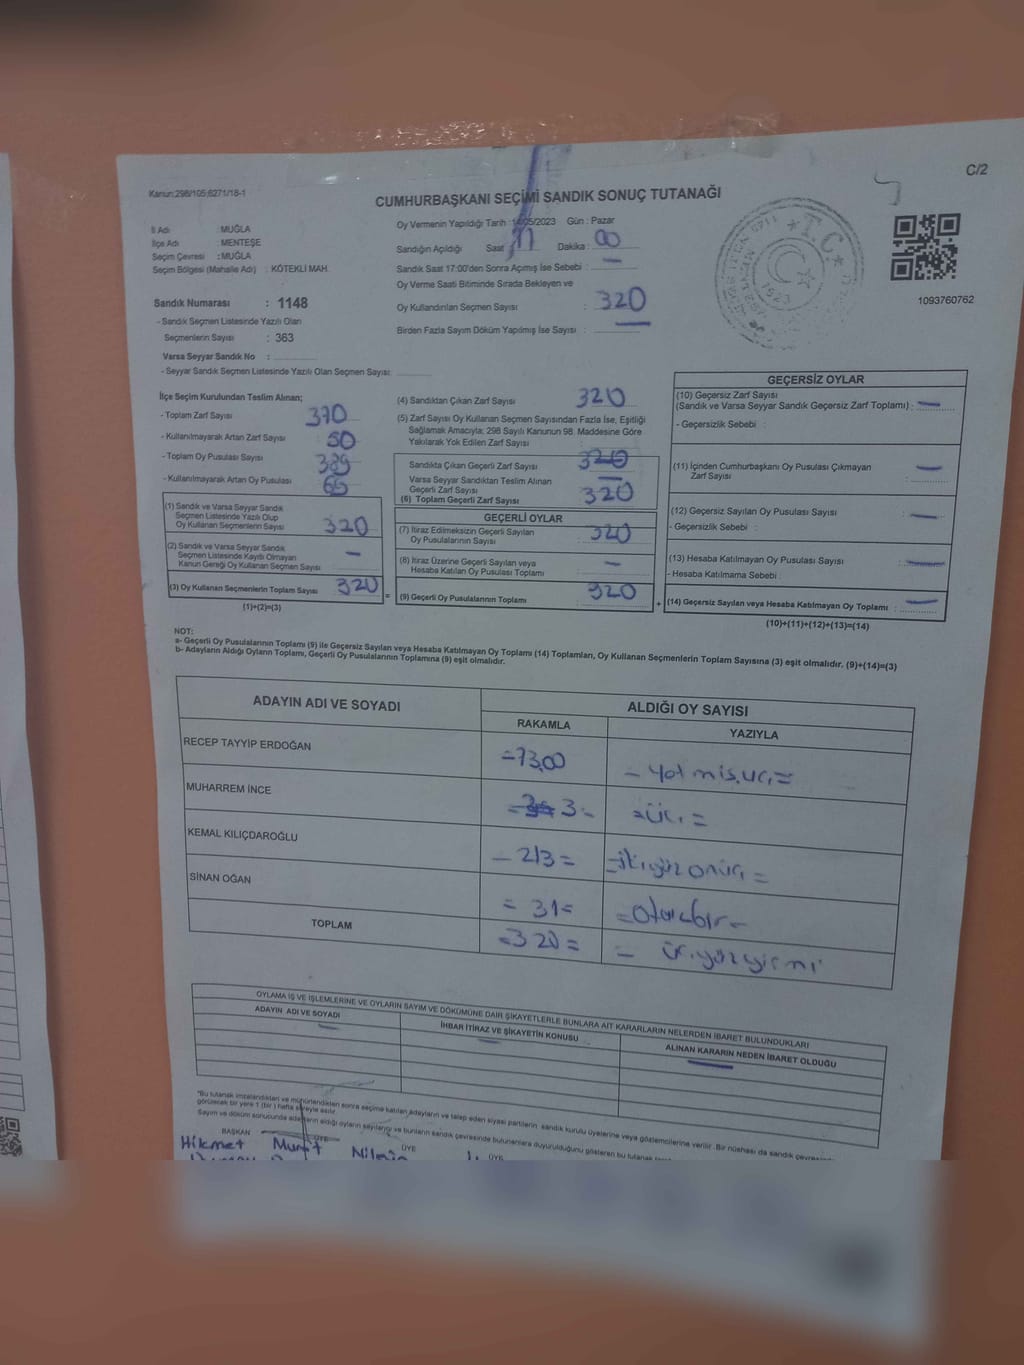 C/2
Kanun:298/105;6271/18-1
CUMHURBAŞKANI SEÇİMİ SANDIK SONUÇ TUTANAĞI
İl Adı : MUĞLA
İlçe Adı : MENTEŞE
Seçim Çevresi : MUĞLA
Seçim Bölgesi (Mahalle Adı) : KÖTEKLİ MAH.
Sandık Numarası : 1148
- Sandık Seçmen Listesinde Yazılı Olan
Seçmenlerin Sayısı : 363
Varsa Seyyar Sandık No :
- Seyyar Sandık Seçmen Listesinde Yazılı Olan Seçmen Sayısı:
Oy Vermenin Yapıldığı Tarih : 14/05/2023 Gün : Pazar
Sandığın Açıldığı Saat : 17 Dakika : 00
Sandık Saat 17:00'den Sonra Açılmış İse Sebebi :
Oy Verme Saati Bitiminde Sırada Bekleyen ve
Oy Kullandırılan Seçmen Sayısı : 320
Birden Fazla Sayım Döküm Yapılmış İse Sayısı :
T.C.
1923
1093760762
İlçe Seçim Kurulundan Teslim Alınan;
- Toplam Zarf Sayısı 370
- Kullanılmayarak Artan Zarf Sayısı 50
- Toplam Oy Pusulası Sayısı 389
- Kullanılmayarak Artan Oy Pusulası
(1) Sandık ve Varsa Seyyar Sandık
Seçmen Listesinde Yazılı Olup
Oy Kullanan Seçmenlerin Sayısı 320
(2) Sandık ve Varsa Seyyar Sandık
Seçmen Listesinde Kayıtlı Olmayan
Kanun Gereği Oy Kullanan Seçmen Sayısı -
(3) Oy Kullanan Seçmenlerin Toplam Sayısı 320
(1)+(2)=(3)
(4) Sandıktan Çıkan Zarf Sayısı 320
(5) Zarf Sayısı Oy Kullanan Seçmen Sayısından Fazla İse, Eşitliği
Sağlamak Amacıyla; 298 Sayılı Kanunun 98. Maddesine Göre
Yakılarak Yok Edilen Zarf Sayısı :
Sandıkta Çıkan Geçerli Zarf Sayısı 320
Varsa Seyyar Sandıktan Teslim Alınan
Geçerli Zarf Sayısı -
(6) Toplam Geçerli Zarf Sayısı 320
GEÇERLİ OYLAR
(7) İtiraz Edilmeksizin Geçerli Sayılan
Oy Pusulalarının Sayısı 320
(8) İtiraz Üzerine Geçerli Sayılan veya
Hesaba Katılan Oy Pusulası Toplamı -
(9) Geçerli Oy Pusulalarının Toplamı 320
=
+
GEÇERSİZ OYLAR
(10) Geçersiz Zarf Sayısı
(Sandık ve Varsa Seyyar Sandık Geçersiz Zarf Toplamı) : -
- Geçersizlik Sebebi :
(11) İçinden Cumhurbaşkanı Oy Pusulası Çıkmayan
Zarf Sayısı : -
(12) Geçersiz Sayılan Oy Pusulası Sayısı : -
- Geçersizlik Sebebi :
(13) Hesaba Katılmayan Oy Pusulası Sayısı : -
- Hesaba Katılmama Sebebi :
(14) Geçersiz Sayılan veya Hesaba Katılmayan Oy Toplamı : -
(10)+(11)+(12)+(13)=(14)
NOT:
a- Geçerli Oy Pusulalarının Toplamı (9) ile Geçersiz Sayılan veya Hesaba Katılmayan Oy Toplamı (14) Toplamları, Oy Kullanan Seçmenlerin Toplam Sayısına (3) eşit olmalıdır. (9)+(14)=(3)
b- Adayların Aldığı Oyların Toplamı, Geçerli Oy Pusulalarının Toplamına (9) eşit olmalıdır.
ADAYIN ADI VE SOYADI ALDIĞI OY SAYISI
RAKAMLA YAZIYLA
RECEP TAYYİP ERDOĞAN =73,00 = yetmiş.üç =
MUHARREM İNCE 3= =üç =
KEMAL KILIÇDAROĞLU = 213 = =ikiyüz onüç =
SİNAN OĞAN = 31= =Otuzbir=
TOPLAM =320 = = üç.yüzyirmi
OYLAMA İŞ VE İŞLEMLERİNE VE OYLARIN SAYIM VE DÖKÜMÜNE DAİR ŞİKAYETLERLE BUNLARA AİT KARARLARIN NELERDEN İBARET BULUNDUKLARI
ADAYIN ADI VE SOYADI İHBAR İTİRAZ VE ŞİKAYETİN KONUSU ALINAN KARARIN NEDEN İBARET OLDUĞU
*Bu tutanak imzalandıktan ve mühürlendikten sonra seçime katılan adayların ve talep eden siyasi partilerin sandık kurulu üyelerine veya gözlemcilerine verilir. Bir nüshası da sandık çevresinde
görülecek bir yere 1 (bir) hafta süreyle asılır.
Sayım ve döküm sonucunda adayların aldığı oyların sayılarını ve bunların sandık çevresinde bulunanlara duyurulduğunu gösteren bu tutanak
BAŞKAN ÜYE ÜYE ÜYE
Hikmet Murat